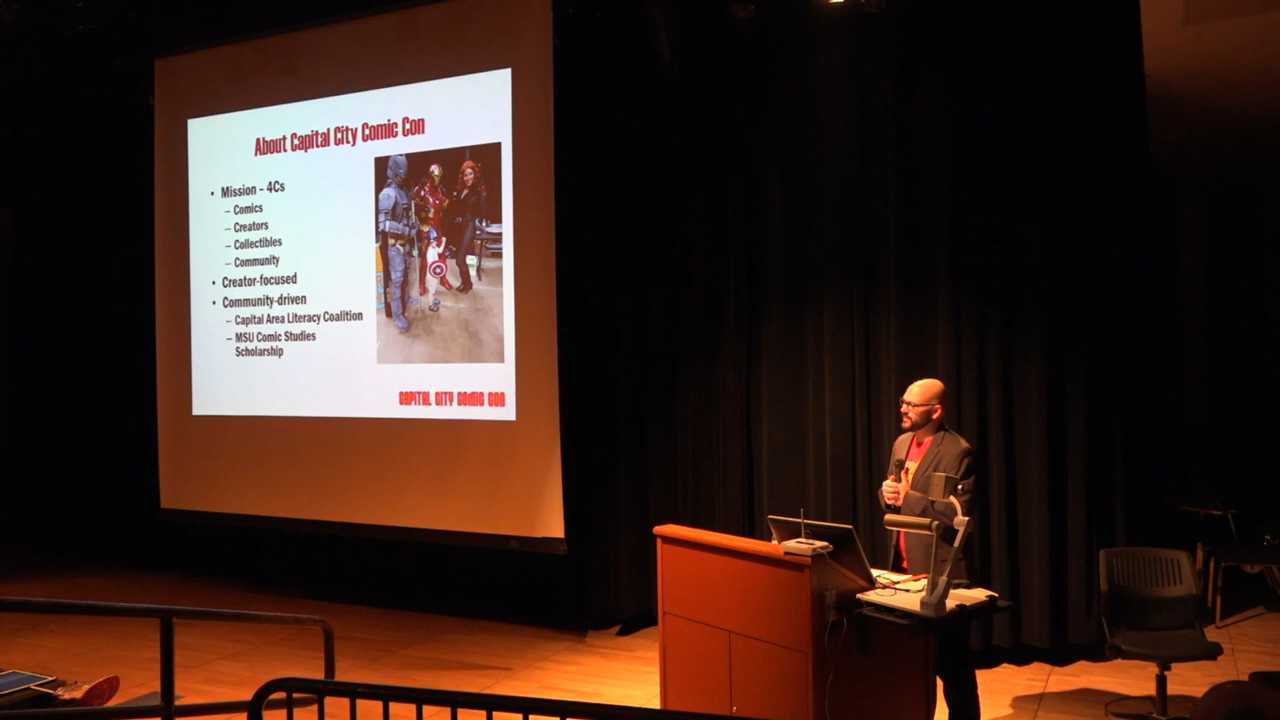 About Capital City Comic Con
• Mission – 4Cs
– Comics
– Creators
– Collectibles
– Community
• Creator-focused
• Community-driven
– Capital Area Literacy Coalition
– MSU Comic Studies
Scholarship
CAPITAL CITY COMIC CON